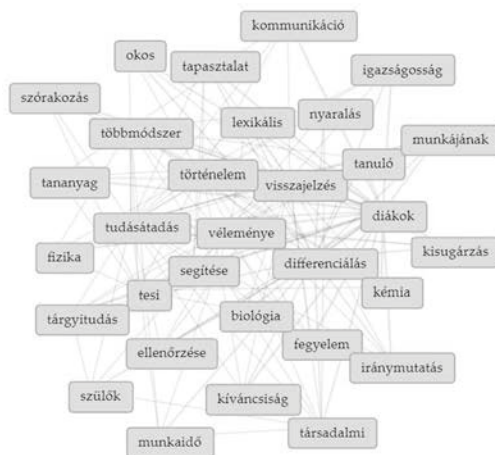 kommunikáció
okos
tapasztalat
igazságosság
szórakozás
nyaralás
lexikális
többmódszer
munkájának
tanuló
történelem
tananyag
visszajelzés
diákok
tudásátadás
véleménye
kisugárzás
fizika
segítése
differenciálás
kémia
tesi
biológia
tárgyitudás
fegyelem
ellenőrzése
iránymutatás
szülők
kíváncsiság
társadalmi
munkaidő